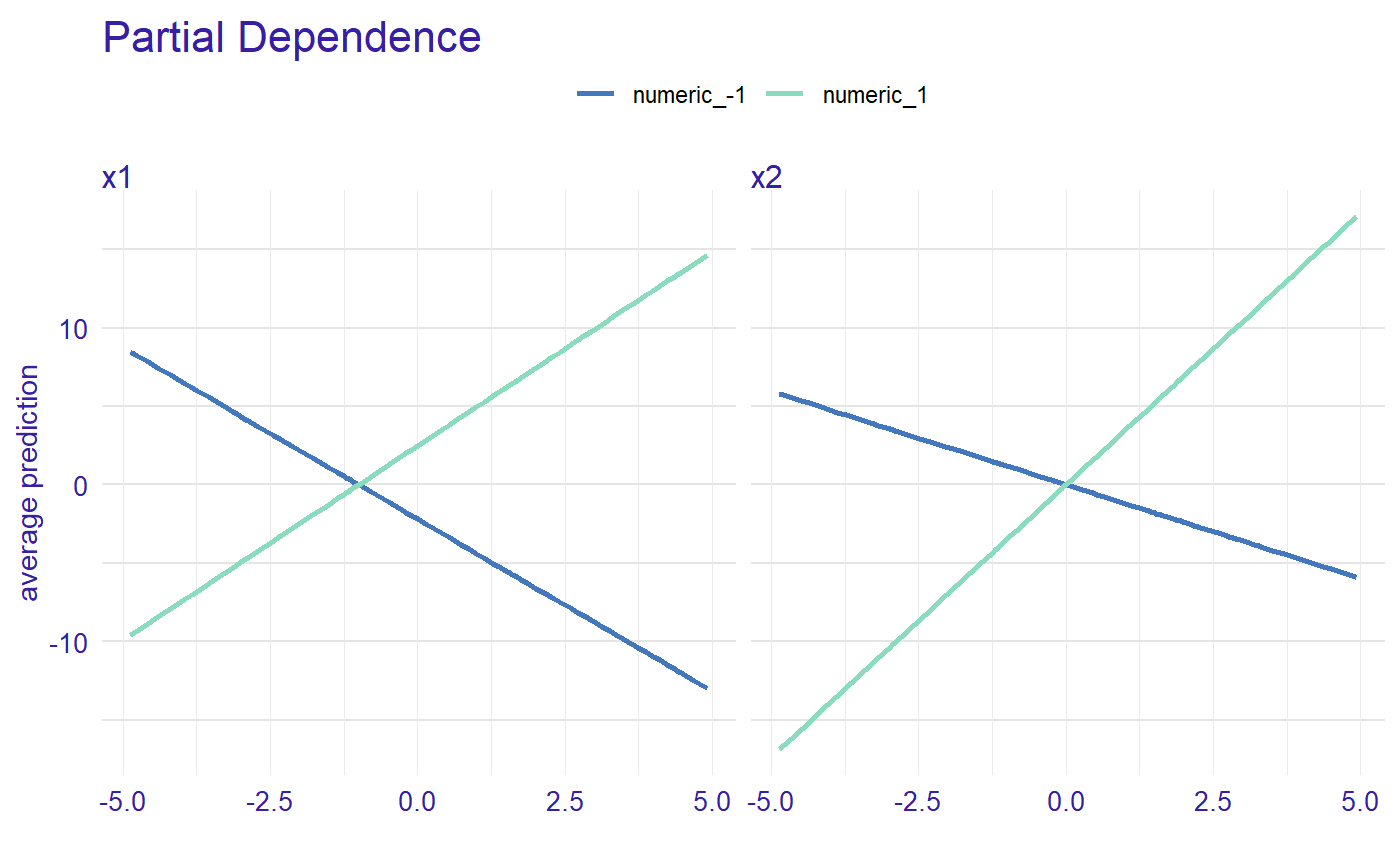 Partial Dependence
numeric_-1 numeric_1
x1 x2
average prediction
10
0
-10
-5.0 -2.5 0.0 2.5 5.0 -5.0 -2.5 0.0 2.5 5.0